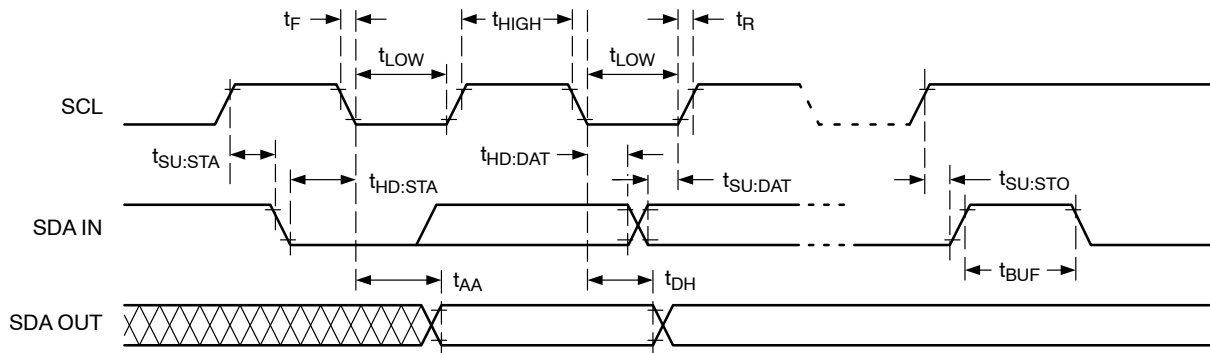 tF
tHIGH
tR
tLOW
tLOW
SCL
tSU:STA
tHD:STA
tHD:DAT
tSU:DAT
tSU:STO
SDA IN
tAA
tDH
tBUF
SDA OUT